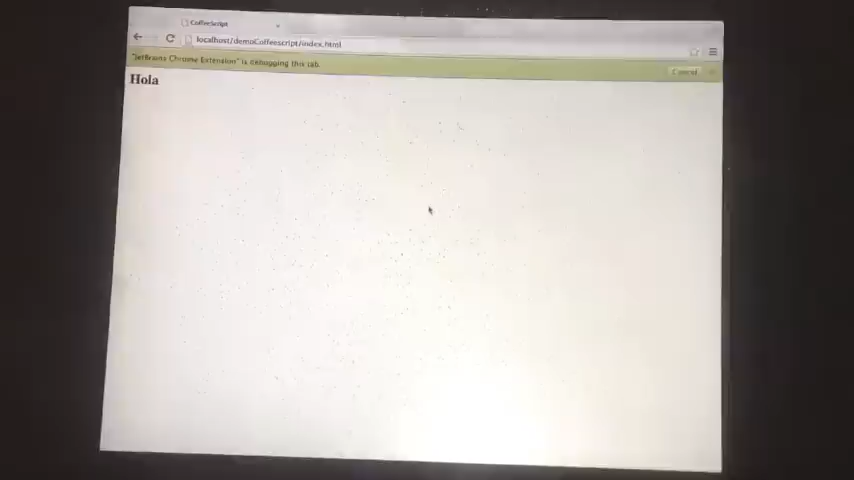 CoffeeScript
localhost/demoCoffeescript/index.html
"JetBrains Chrome Extension" is debugging this tab.
Cancel
Hola